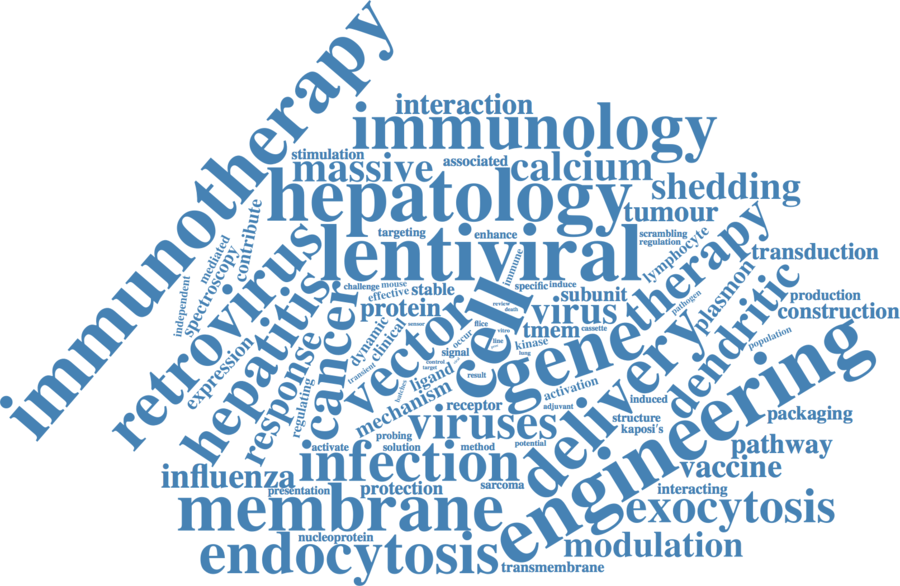 immunotherapy
interaction
immunology
stimulation
massive
associated
calcium
hepatology
shedding
tumour
contribute
mediated
spectroscopy
independent
retrovirus
targeting
enhance
lentiviral
scrambling
regulation
lymphocyte
gene therapy
transduction
hepatitis
challenge
mouse
effective
stable
immune
specific
induce
protein
subunit
virus
pathogen
plasmon
dendritic
production
construction
expression
response
cancer
dynamic
clinical
transient
sensor
vector
cell
review
death
flice
vitro
line
tmem
cassette
kinase
lung
occur
signal
control
target
result
ligand
batches
mechanism
regulating
delivery
population
engineering
activation
adjuvant
induced
receptor
viruses
structure
kaposi's
packaging
activate
probing
solution
method
potential
infection
pathway
vaccine
influenza
presentation
protection
sarcoma
interacting
membrane
exocytosis
nucleoprotein
endocytosis
modulation
transmembrane